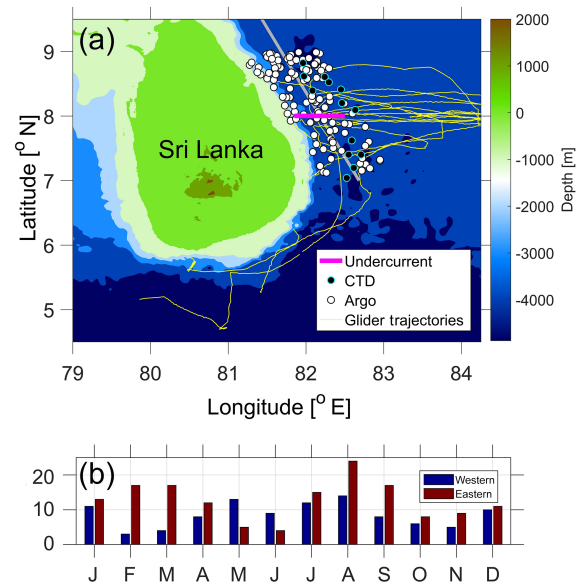 (a)
Sri Lanka
Latitude [° N]
9
8
7
6
5
79
80
81
82
83
84
Longitude [° E]
Undercurrent
CTD
Argo
Glider trajectories
2000
1000
0
-1000
-2000
-3000
-4000
Depth [m]
(b)
20
10
0
Western
Eastern
J F M A M J J A S O N D